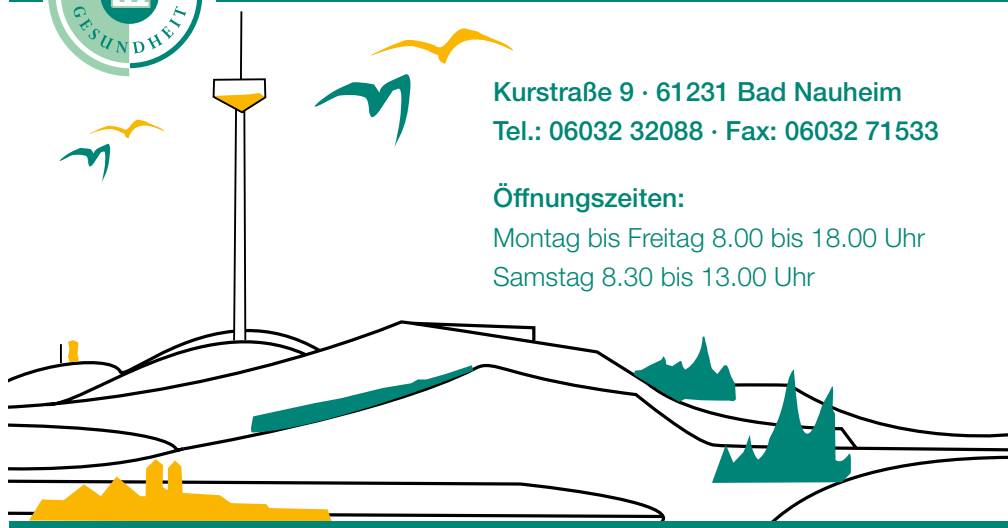 GESUNDHEIT
Kurstraße 9 · 61231 Bad Nauheim
Tel.: 06032 32088 · Fax: 06032 71533
Öffnungszeiten:
Montag bis Freitag 8.00 bis 18.00 Uhr
Samstag 8.30 bis 13.00 Uhr